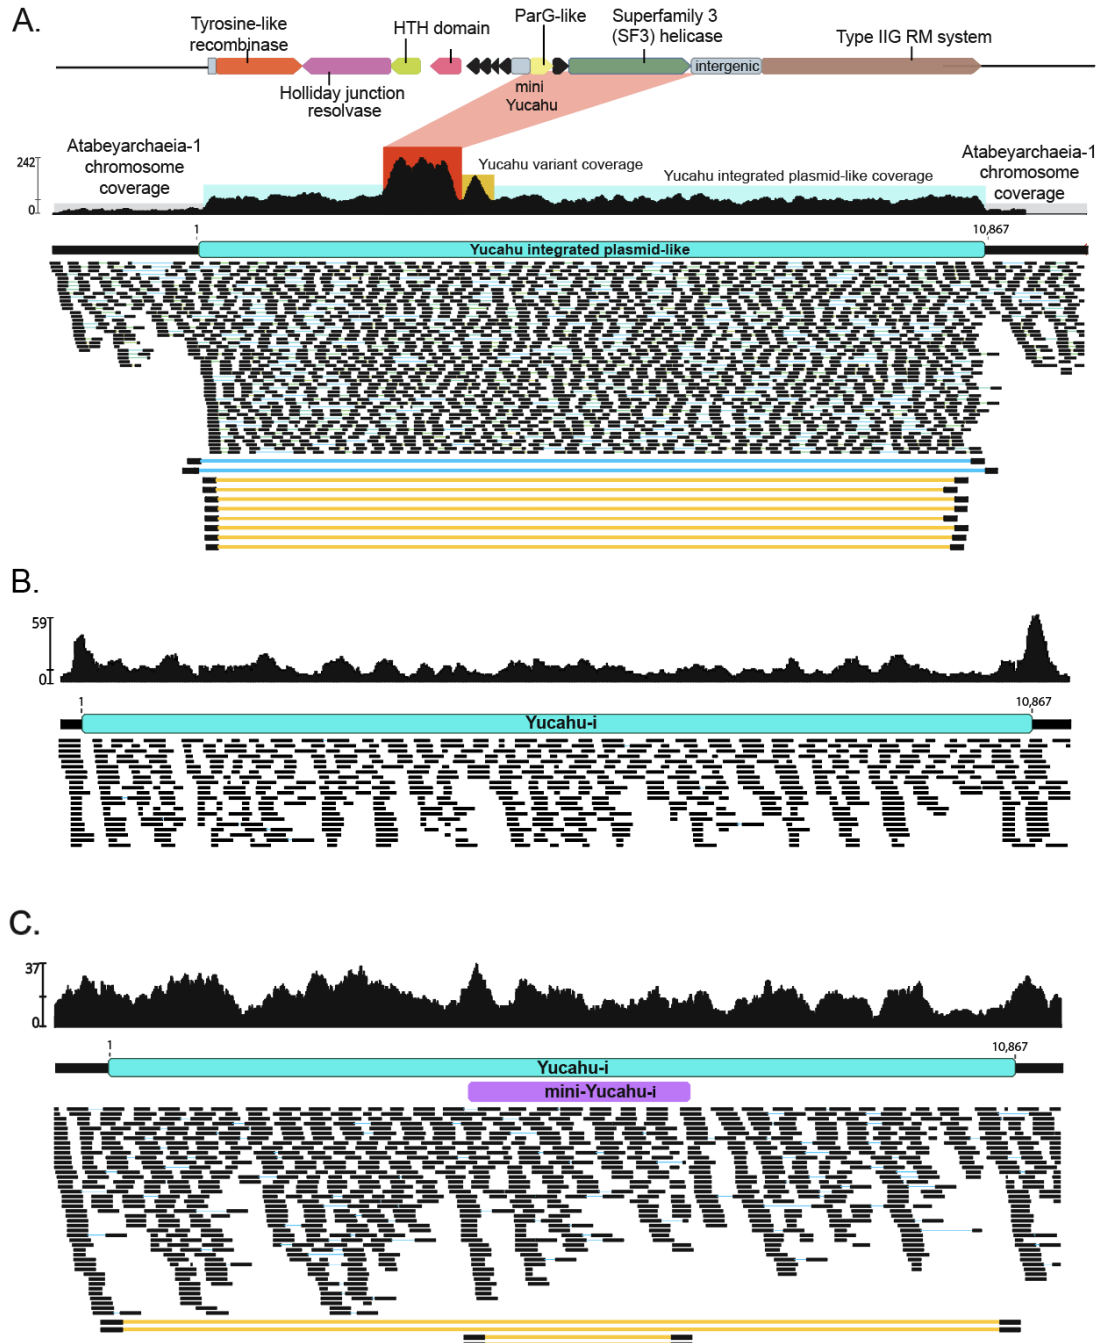 A.
Tyrosine-like
recombinase
HTH domain
ParG-like
Superfamily 3
(SF3) helicase
Type IIG RM system
intergenic
Holliday junction
resolvase
mini
Yucahu
Atabeyarchaeia-1
chromosome
coverage
242
0
Yucahu variant coverage
Yucahu integrated plasmid-like coverage
Atabeyarchaeia-1
chromosome
coverage
1
10,867
Yucahu integrated plasmid-like
B.
59
0
1
10,867
Yucahu-i
C.
37
0
1
10,867
Yucahu-i
mini-Yucahu-i